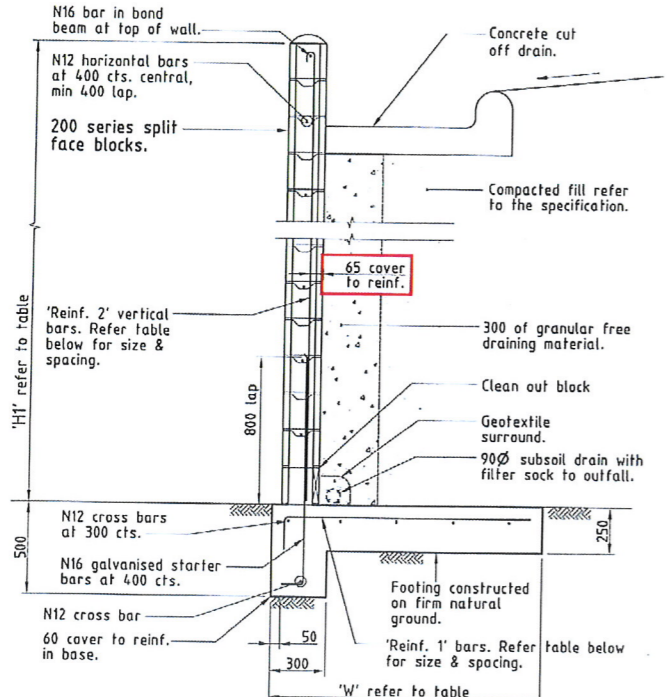 N16 bar in bond
beam at top of wall.
N12 horizontal bars
at 400 cts. central,
min 400 lap.
200 series split
face blocks.
Concrete cut
off drain.
Compacted fill refer
to the specification.
65 cover
to reinf.
'Reinf. 2' vertical
bars. Refer table
below for size &
spacing.
'H1' refer to table
800 lap
300 of granular free
draining material.
Clean out block
Geotextile
surround.
90Ø subsoil drain with
filter sock to outfall.
N12 cross bars
at 300 cts.
500
N16 galvanised starter
bars at 400 cts.
N12 cross bar
60 cover to reinf.
in base.
50
300
250
Footing constructed
on firm natural
ground.
'Reinf. 1' bars. Refer table below
for size & spacing.
'W' refer to table